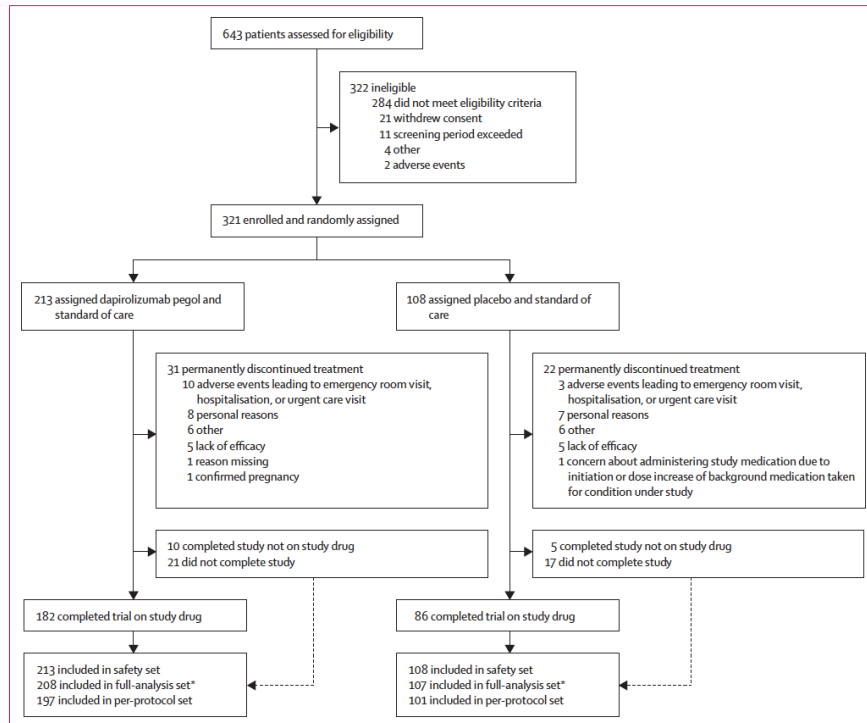 643 patients assessed for eligibility
322 ineligible
284 did not meet eligibility criteria
21 withdrew consent
11 screening period exceeded
4 other
2 adverse events
321 enrolled and randomly assigned
213 assigned dapirolizumab pegol and
standard of care
108 assigned placebo and standard of
care
31 permanently discontinued treatment
10 adverse events leading to emergency room visit,
hospitalisation, or urgent care visit
8 personal reasons
6 other
5 lack of efficacy
1 reason missing
1 confirmed pregnancy
22 permanently discontinued treatment
3 adverse events leading to emergency room visit,
hospitalisation, or urgent care visit
7 personal reasons
6 other
5 lack of efficacy
1 concern about administering study medication due to
initiation or dose increase of background medication taken
for condition under study
10 completed study not on study drug
21 did not complete study
5 completed study not on study drug
17 did not complete study
182 completed trial on study drug
86 completed trial on study drug
213 included in safety set
208 included in full-analysis set*
197 included in per-protocol set
108 included in safety set
107 included in full-analysis set*
101 included in per-protocol set